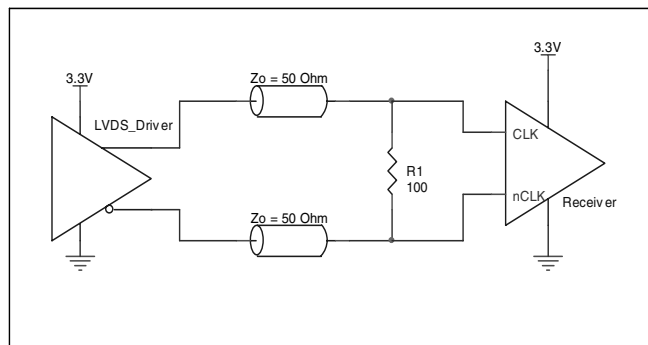 3.3V
3.3V
Zo = 50 Ohm
LVDS_Driver
CLK
R1
100
nCLK
Receiver
Zo = 50 Ohm